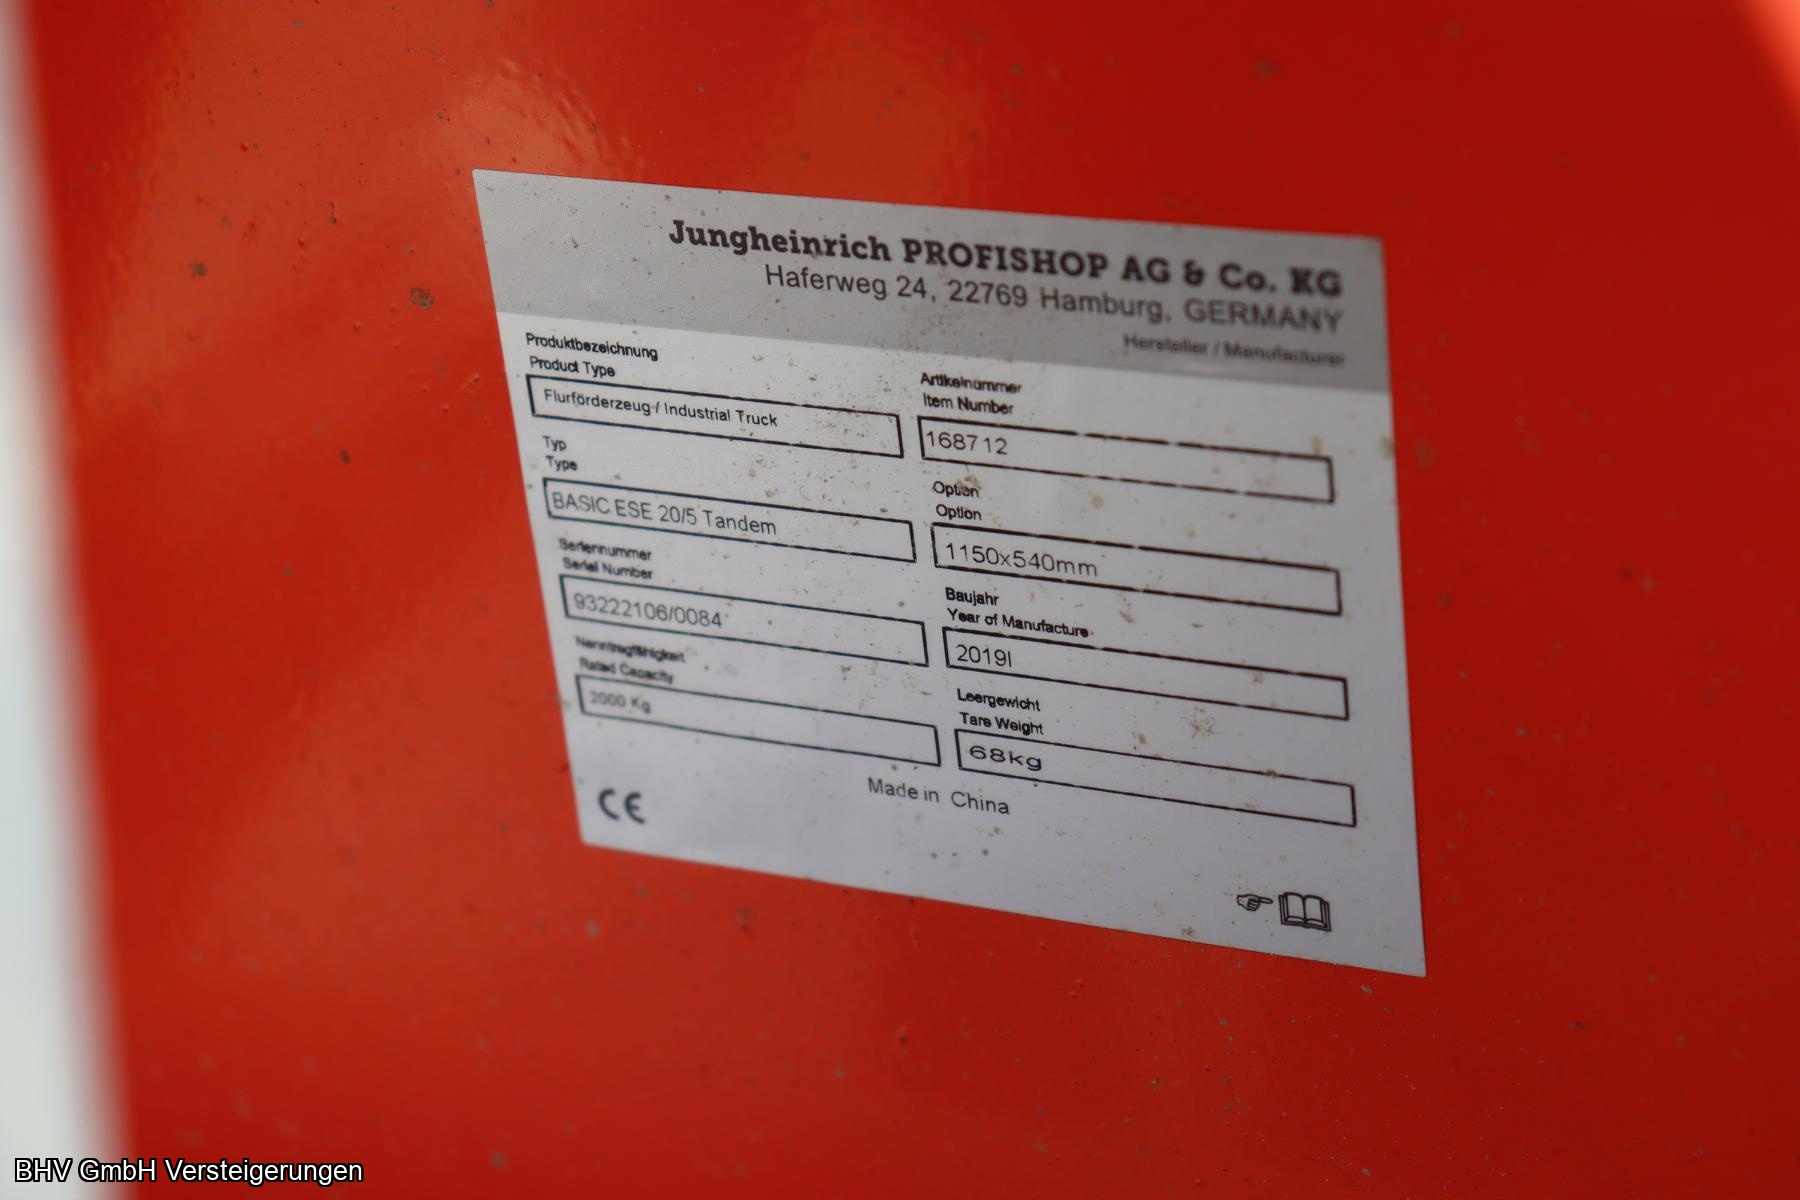 Jungheinrich PROFISHOP AG & Co. KG
Haferweg 24, 22769 Hamburg, GERMANY
Hersteller / Manufacturer
Produktbezeichnung
Product Type
Flurförderzeug / Industrial Truck
Artikelnummer
Item Number
168712
Typ
Type
BASIC ESE 20/5 Tandem
Option
Option
1150x540mm
Seriennummer
Serial Number
93222106/0084
Baujahr
Year of Manufacture
2019I
Nenntragfähigkeit
Rated Capacity
2000 Kg
Leergewicht
Tare Weight
68kg
Made in China
CE
BHV GmbH Versteigerungen